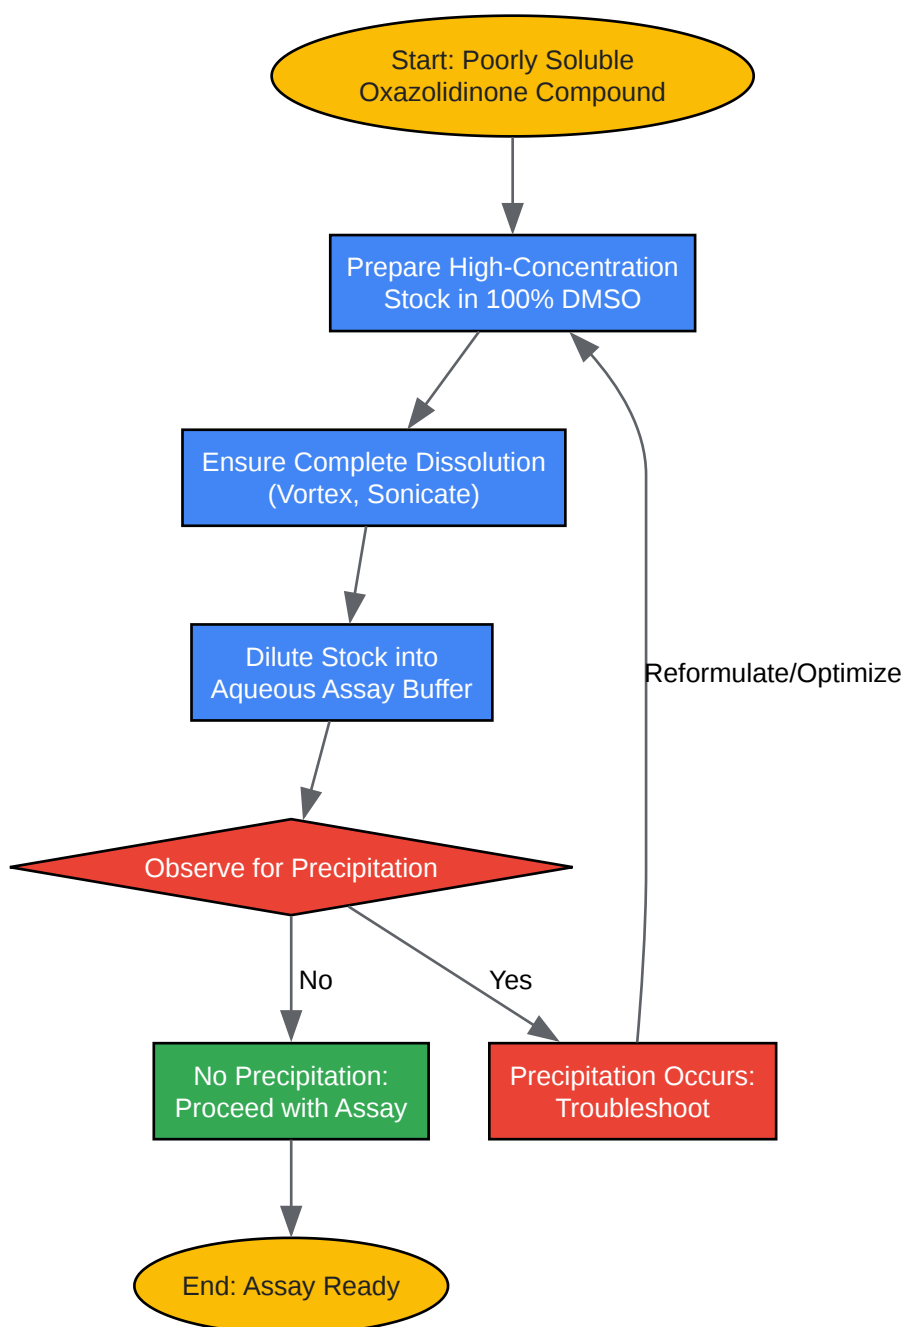 Start: Poorly Soluble
Oxazolidinone Compound
Prepare High-Concentration
Stock in 100% DMSO
Ensure Complete Dissolution
(Vortex, Sonicate)
Dilute Stock into
Aqueous Assay Buffer
Reformulate/Optimize
Observe for Precipitation
No
Yes
No Precipitation:
Proceed with Assay
Precipitation Occurs:
Troubleshoot
End: Assay Ready